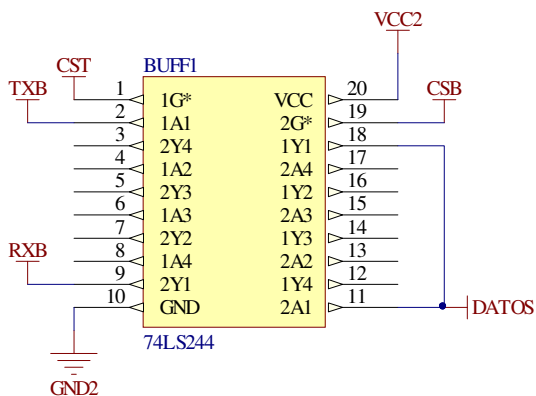 VCC2
BUFF1
CST
TXB
CSB
1 1G* VCC 20
2 1A1 2G* 19
3 2Y4 1Y1 18
4 1A2 2A4 17
5 2Y3 1Y2 16
6 1A3 2A3 15
7 2Y2 1Y3 14
8 1A4 2A2 13
RXB
9 2Y1 1Y4 12
10 GND 2A1 11
DATOS
74LS244
GND2